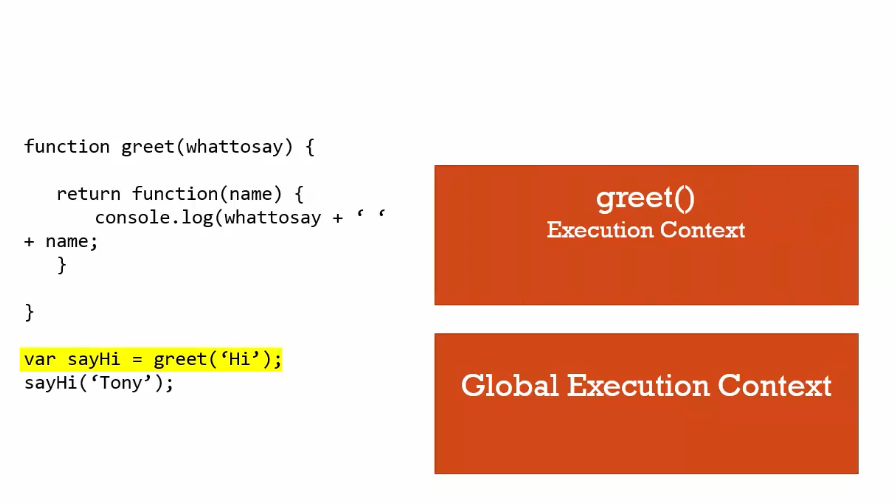 function greet(whattosay) {
return function(name) {
console.log(whattosay + ‘ ‘
+ name;
}
}
var sayHi = greet(‘Hi’);
sayHi(‘Tony’);
greet()
Execution Context
Global Execution Context